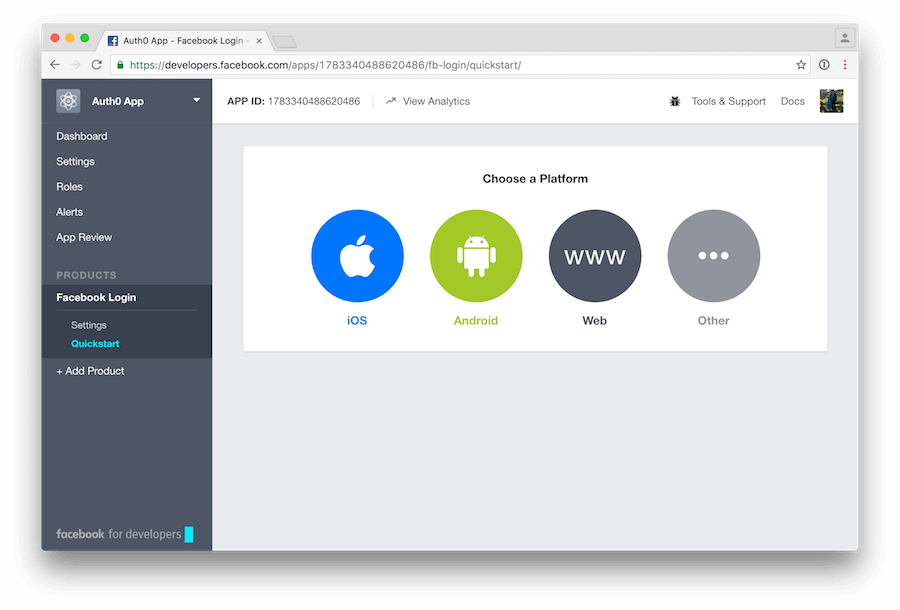 Auth0 App - Facebook Login -
https://developers.facebook.com/apps/1783340488620486/fb-login/quickstart/
Auth0 App
APP ID: 1783340488620486
View Analytics
Tools & Support
Docs
Dashboard
Settings
Roles
Alerts
App Review
PRODUCTS
Facebook Login
Settings
Quickstart
+ Add Product
facebook for developers
Choose a Platform
www
iOS
Android
Web
Other